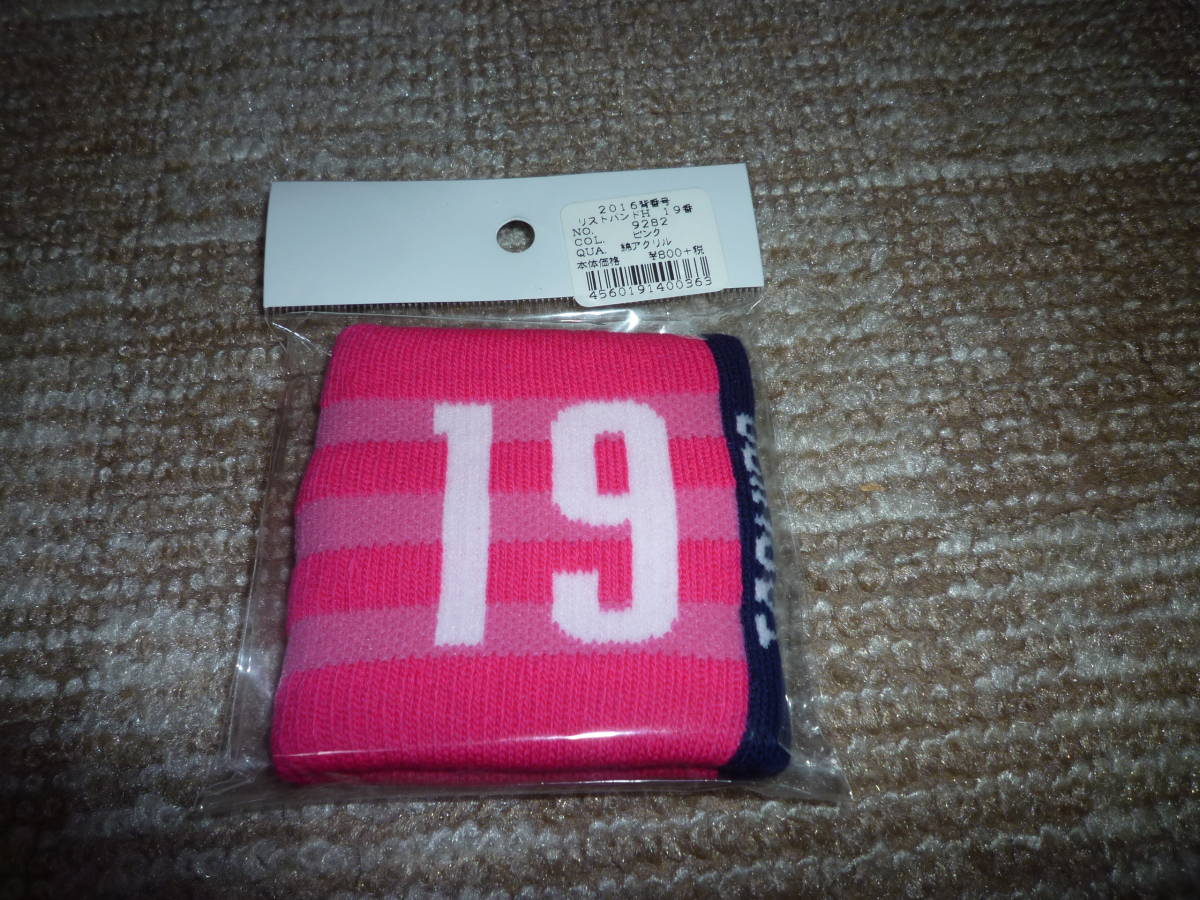 2016背番号
リストバンドH 19番
NO. 9282
COL. ピンク
QUA. 綿アクリル
本体価格 ¥800+税
4560191400363
19